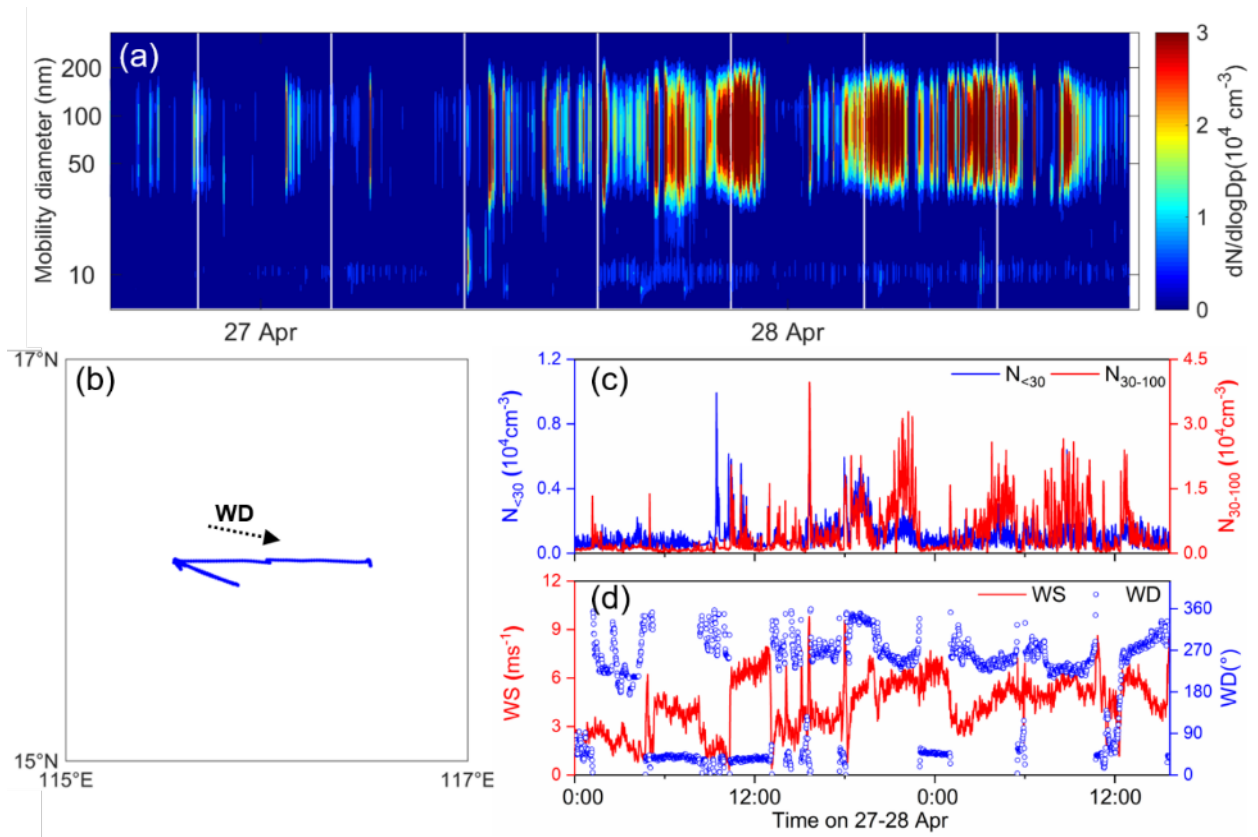 (a)
200
100
50
10
Mobility diameter (nm)
27 Apr
28 Apr
3
2
1
0
dN/dlogDp(10⁴ cm⁻³)
17°N
(b)
WD
15°N
115°E
117°E
(c)
N<30
N30-100
1.2
0.8
0.4
0.0
N<30 (10⁴cm⁻³)
4.5
3.0
1.5
0.0
N30-100 (10⁴cm⁻³)
(d)
WS
WD
12
9
6
3
0
WS (ms⁻¹)
360
270
180
90
0
WD(°)
0:00
12:00
0:00
12:00
Time on 27-28 Apr